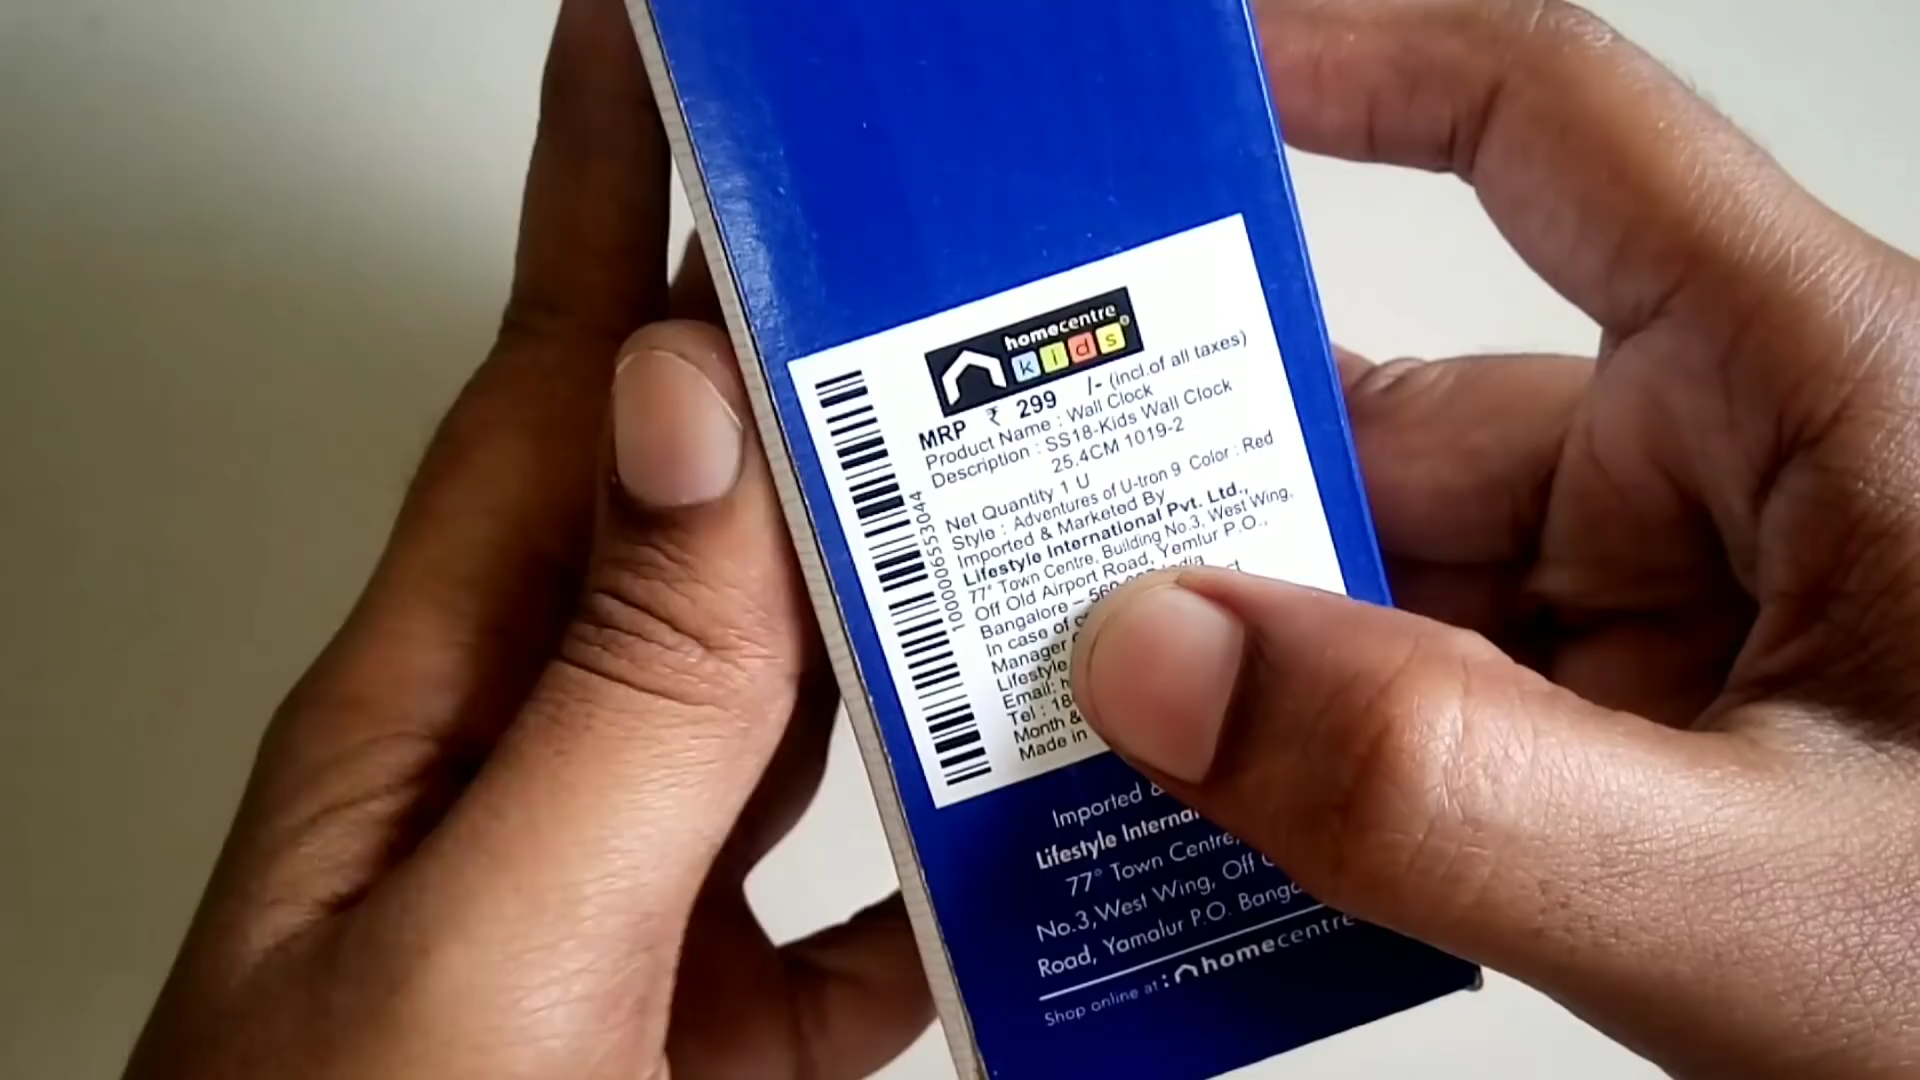 homecentre
kids
MRP ₹ 299 /- (incl.of all taxes)
Product Name : Wall Clock
Description : SS18-Kids Wall Clock
25.4CM 1019-2
Net Quantity 1 U
Style : Adventures of U-tron 9 Color : Red
Imported & Marketed By
Lifestyle International Pvt. Ltd.,
77° Town Centre, Building No.3, West Wing,
Off Old Airport Road, Yemlur P.O.,
Bangalore – India
In case of
Manager
Lifestyle
Email:
Tel : 18
Month &
Made in
1000006553044
Imported
Lifestyle
77° Town Centre,
No.3, West Wing, Off
Road, Yamalur P.O.
Shop online at : homecentre